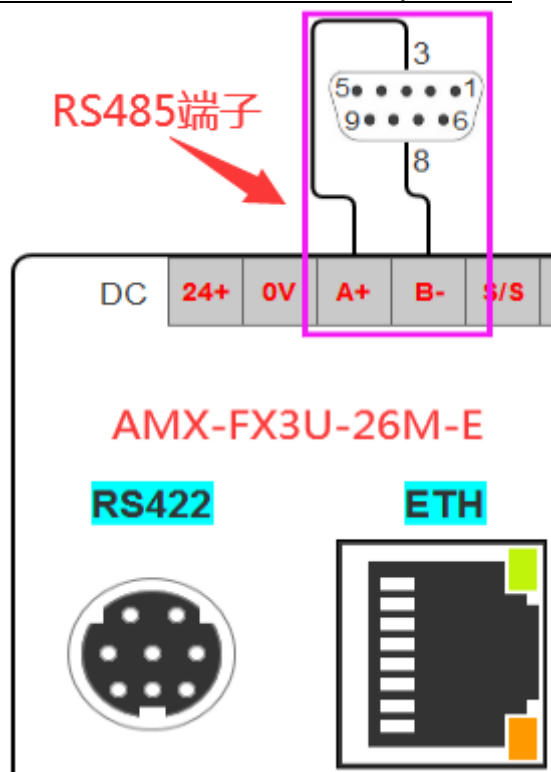 3
5 1
RS485端子
9 6
8
DC 24+ 0V A+ B- S/S
AMX-FX3U-26M-E
RS422 ETH